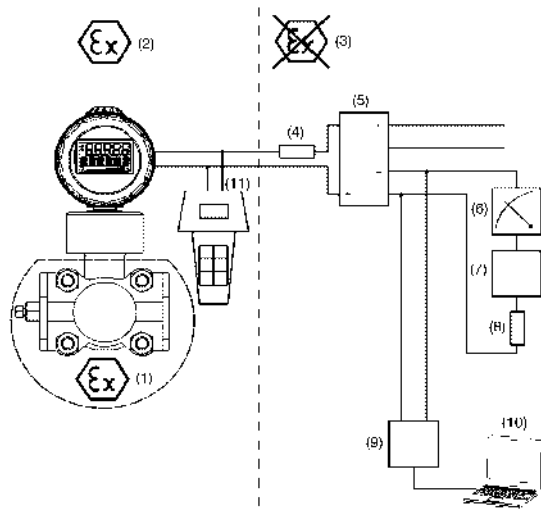 Ex (2)
Ex (3)
(4)
(5)
(11)
(6)
(7)
(8)
Ex (1)
(9)
(10)